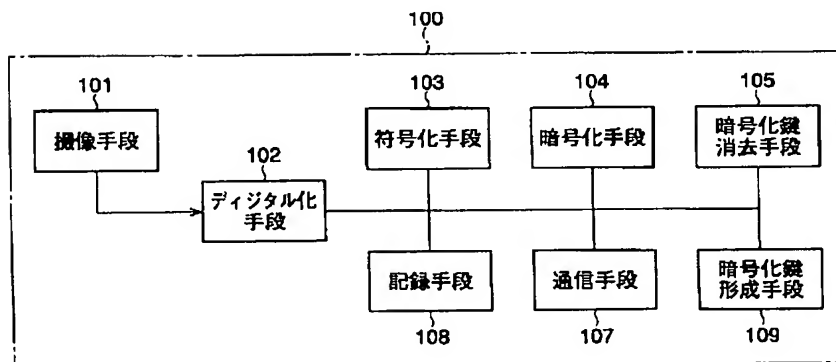 100
101
撮像手段
102
ディジタル化
手段
103
符号化手段
104
暗号化手段
105
暗号化鍵
消去手段
記録手段
108
通信手段
107
暗号化鍵
形成手段
109